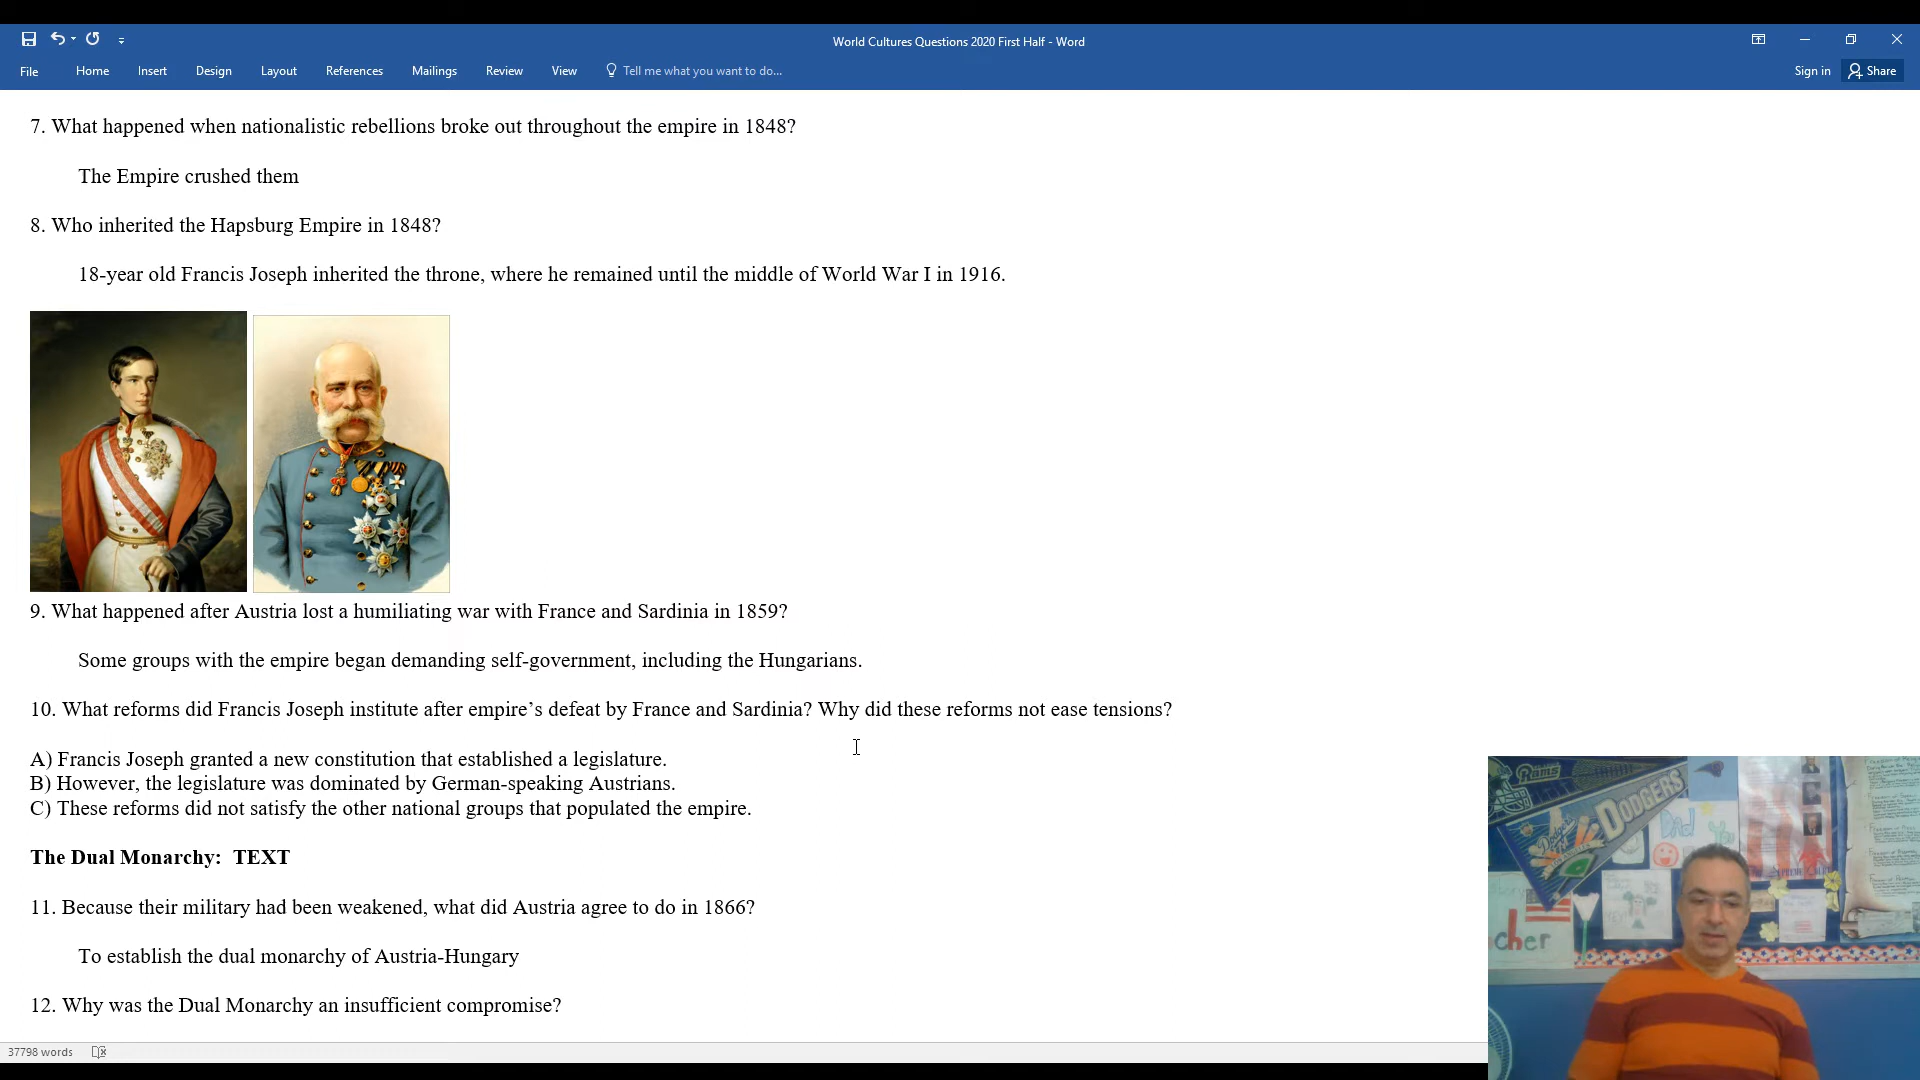 World Cultures Questions 2020 First Half - Word
File Home Insert Design Layout References Mailings Review View Tell me what you want to do... Sign in Share
7. What happened when nationalistic rebellions broke out throughout the empire in 1848?
The Empire crushed them
8. Who inherited the Hapsburg Empire in 1848?
18-year old Francis Joseph inherited the throne, where he remained until the middle of World War I in 1916.
9. What happened after Austria lost a humiliating war with France and Sardinia in 1859?
Some groups with the empire began demanding self-government, including the Hungarians.
10. What reforms did Francis Joseph institute after empire’s defeat by France and Sardinia? Why did these reforms not ease tensions?
A) Francis Joseph granted a new constitution that established a legislature.
B) However, the legislature was dominated by German-speaking Austrians.
C) These reforms did not satisfy the other national groups that populated the empire.
The Dual Monarchy:  TEXT
11. Because their military had been weakened, what did Austria agree to do in 1866?
To establish the dual monarchy of Austria-Hungary
12. Why was the Dual Monarchy an insufficient compromise?
37798 words
Rams
DODGERS
Dad
cher